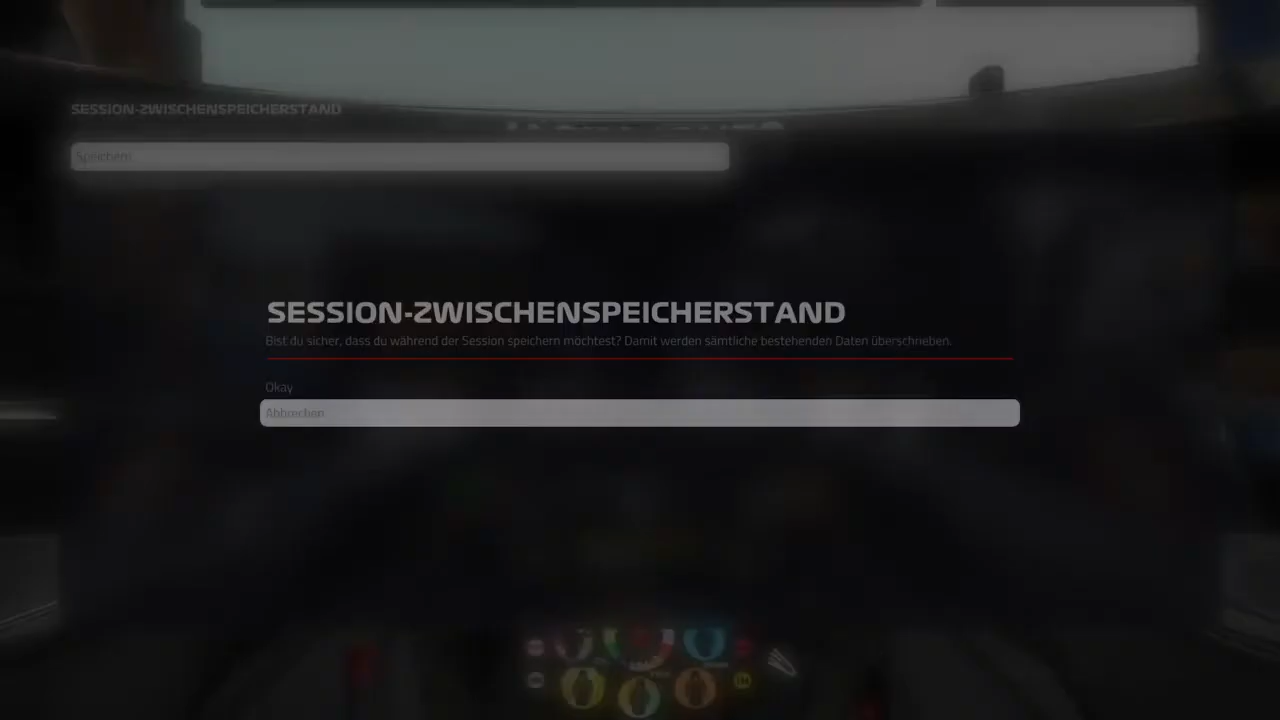 SESSION-ZWISCHENSPEICHERSTAND
Speichern
SESSION-ZWISCHENSPEICHERSTAND
Bist du sicher, dass du während der Session speichern möchtest? Damit werden sämtliche bestehenden Daten überschrieben.
Okay
Abbrechen